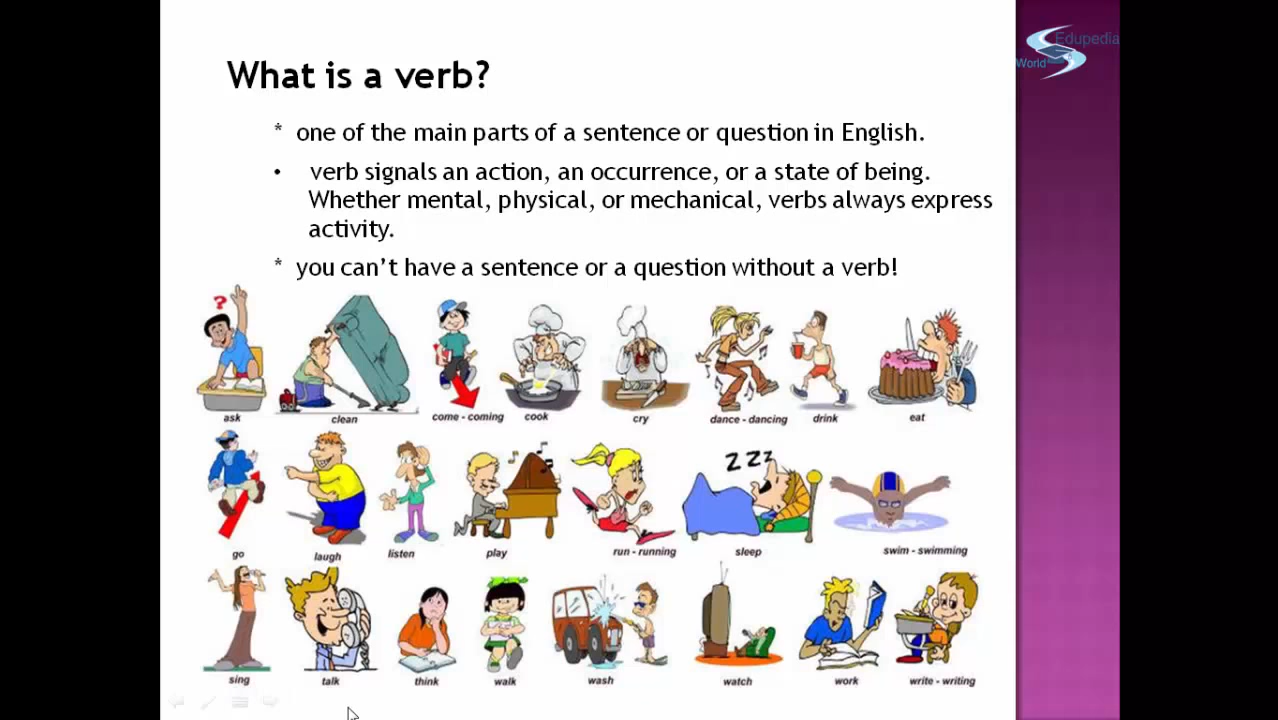 What is a verb?
* one of the main parts of a sentence or question in English.
• verb signals an action, an occurrence, or a state of being.
Whether mental, physical, or mechanical, verbs always express
activity.
* you can't have a sentence or a question without a verb!
?
ask clean come - coming cook cry dance - dancing drink eat
ZZZ
go laugh listen play run - running sleep swim - swimming
sing talk think walk wash watch work write - writing
Edupedia
World